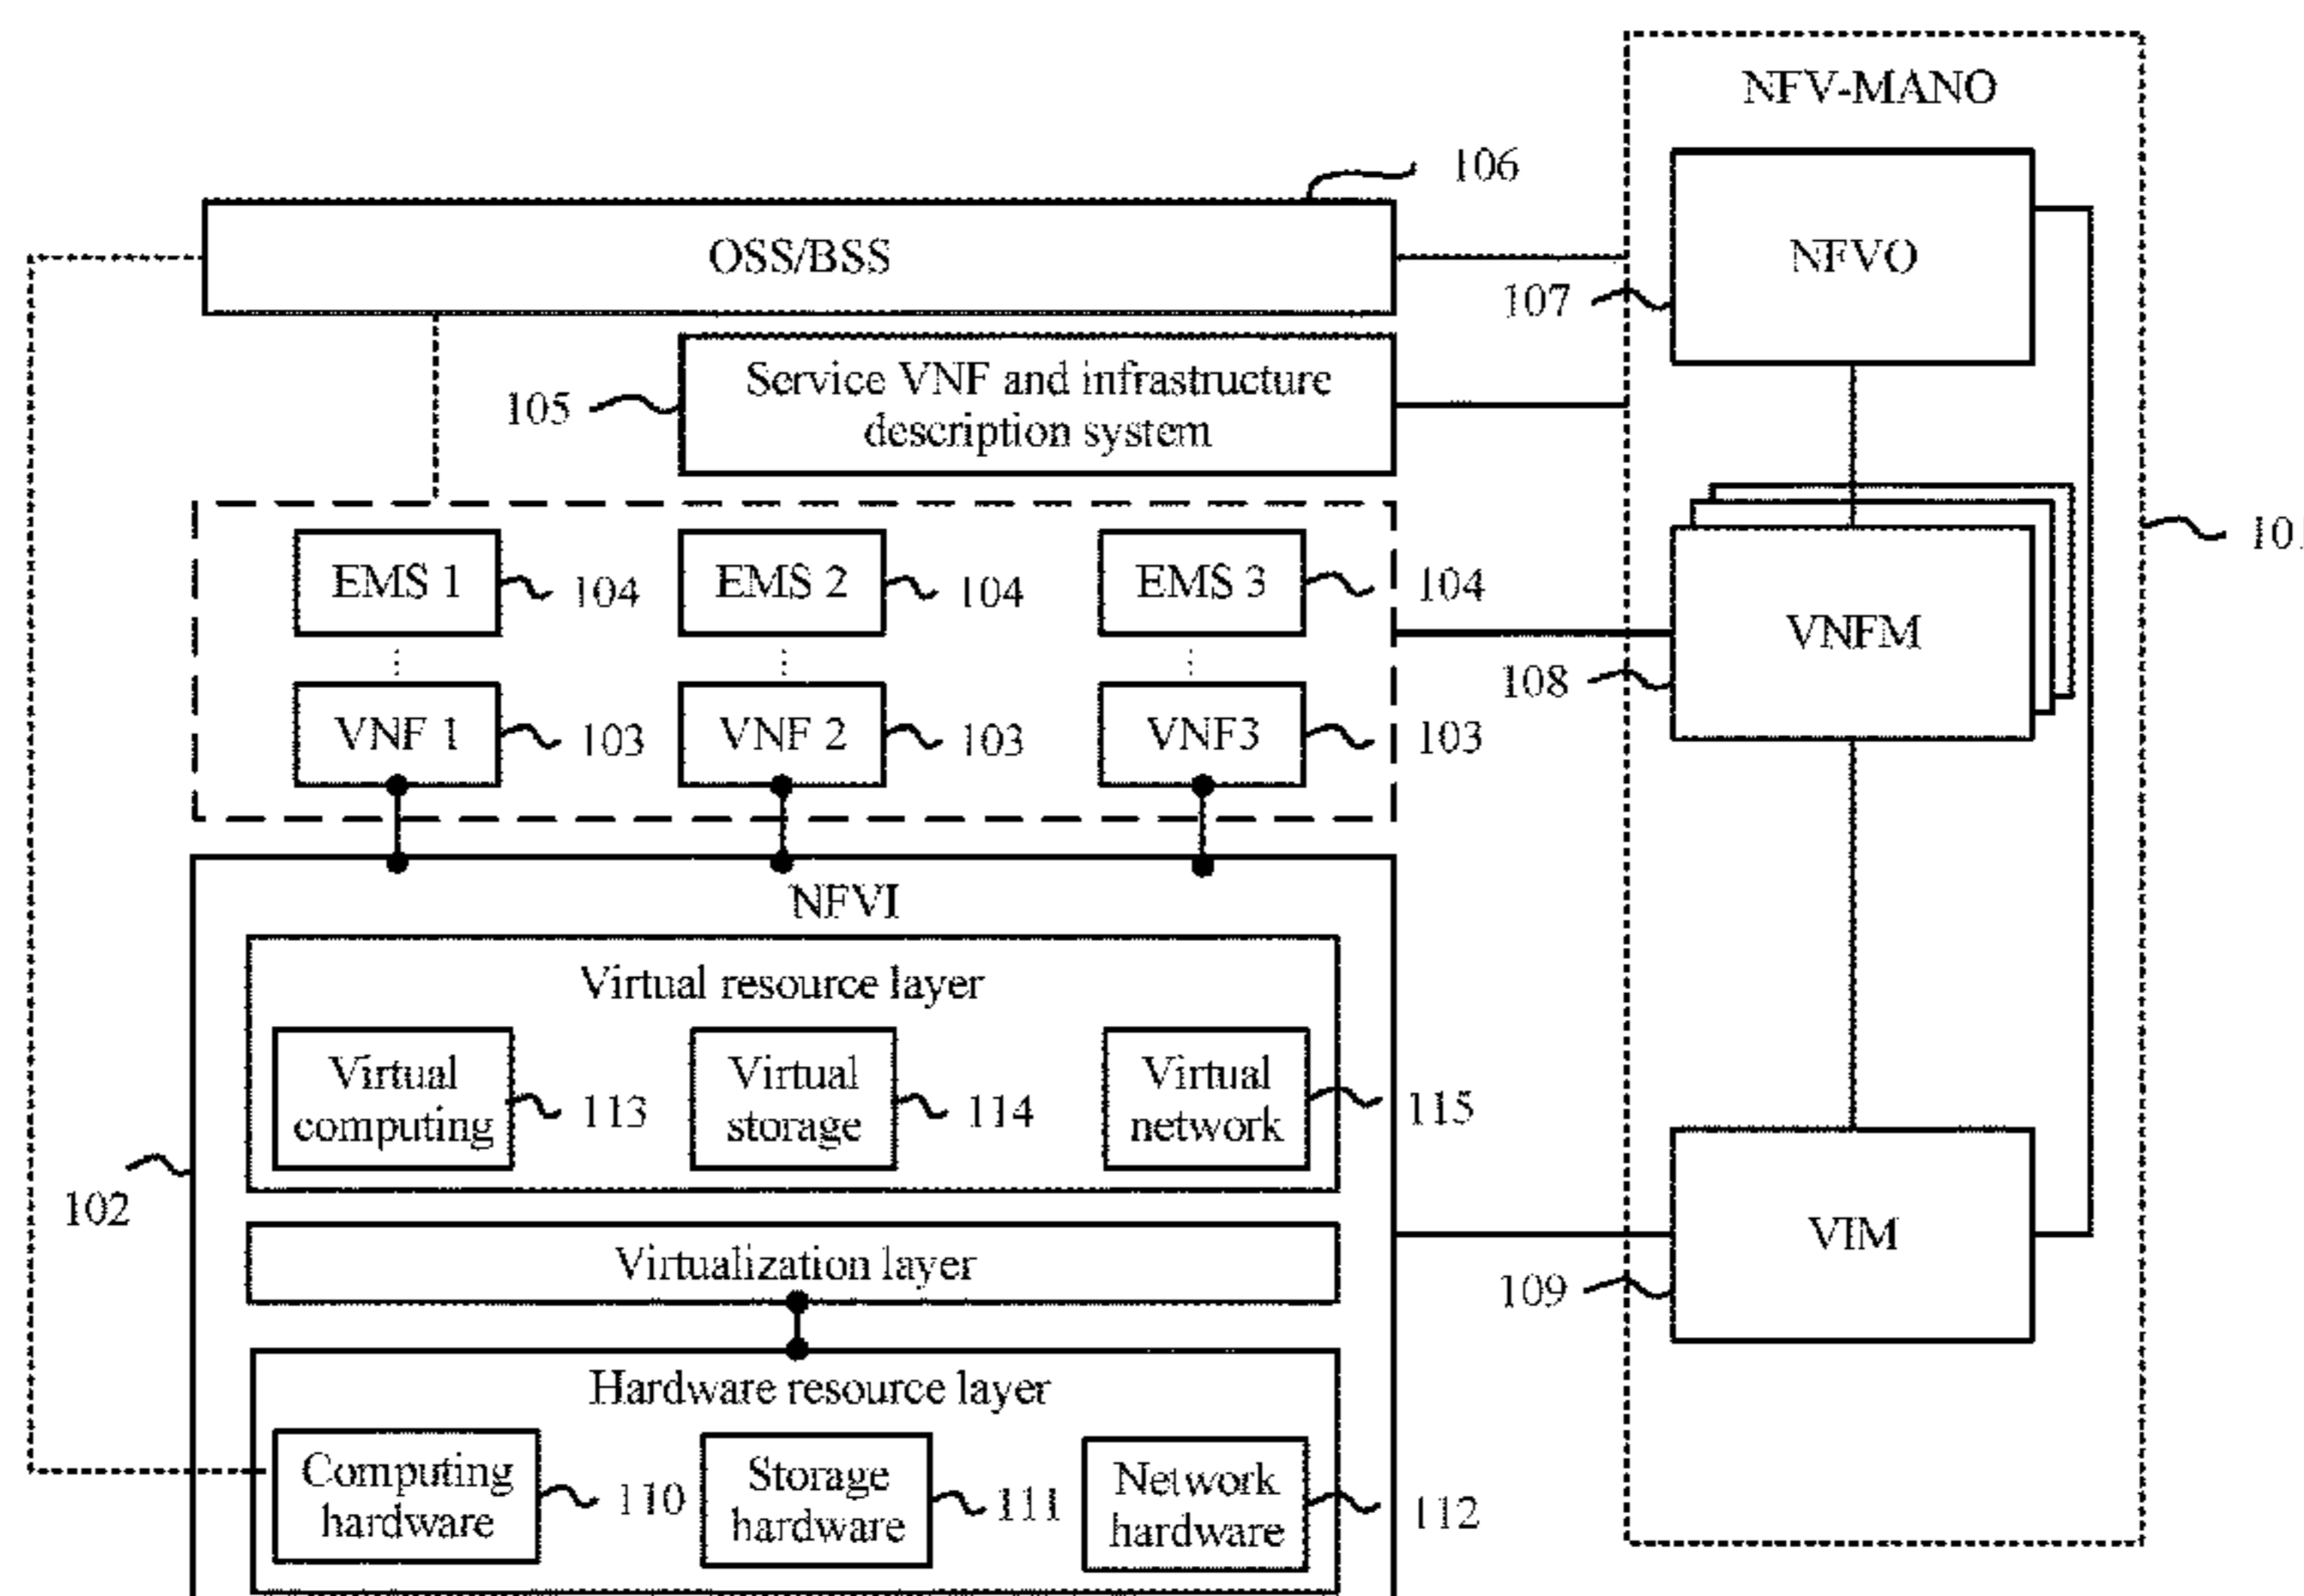 NFV-MANO
106
OSS/BSS
NFVO
107
Service VNF and infrastructure
description system
105
EMS 1
104
EMS 2
104
EMS 3
104
101
VNFM
108
VNF 1
103
VNF 2
103
VNF3
103
NFVI
Virtual resource layer
Virtual
computing
113
Virtual
storage
114
Virtual
network
115
102
VIM
109
Virtualization layer
Hardware resource layer
Computing
hardware
110
Storage
hardware
111
Network
hardware
112